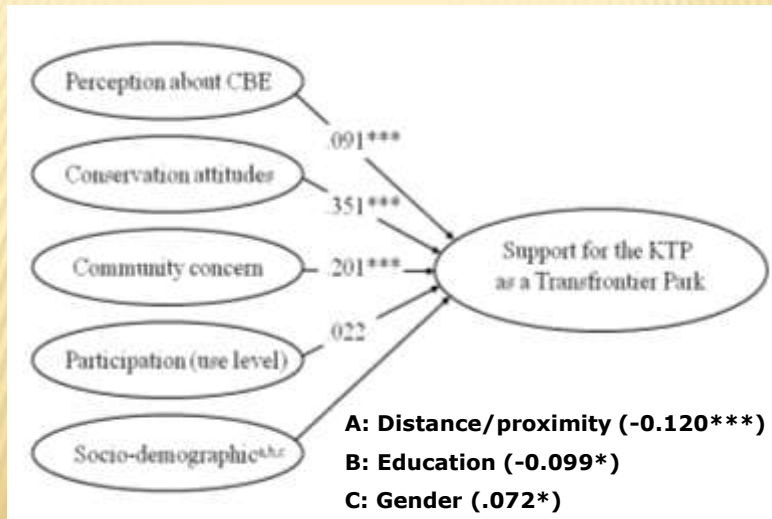 Perception about CBE
.091***
Conservation attitudes
.351***
Community concern
.201***
Support for the KTP
as a Transfrontier Park
Participation (use level)
.022
Socio-demographic a,b,c
A: Distance/proximity (-0.120***)
B: Education (-0.099*)
C: Gender (.072*)